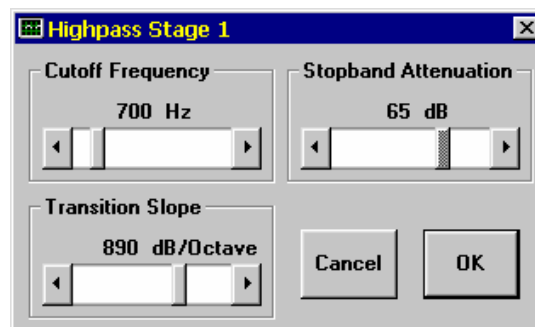 Highpass Stage 1
Cutoff Frequency
700 Hz
Stopband Attenuation
65 dB
Transition Slope
890 dB/Octave
Cancel
OK